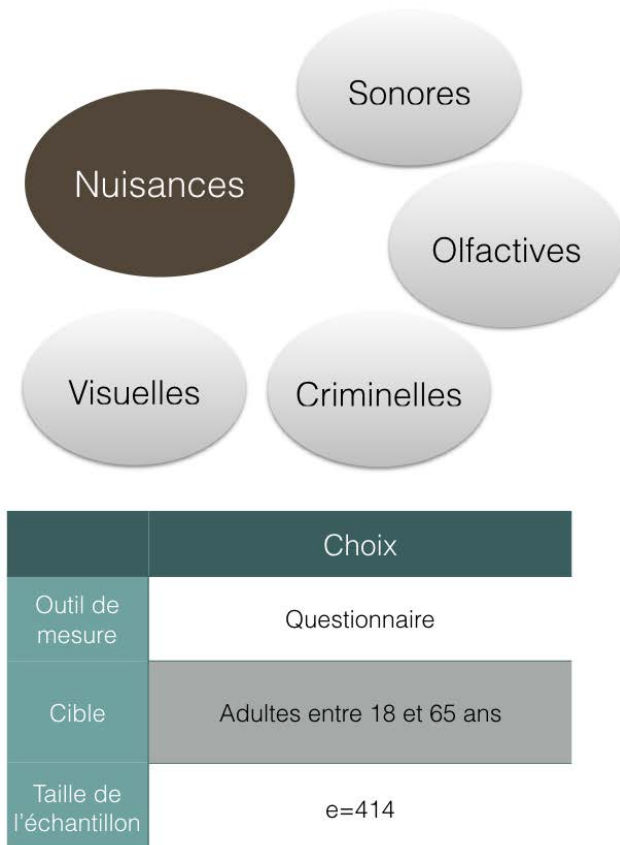 Sonores
Nuisances
Olfactives
Visuelles
Criminelles
Choix
Outil de
mesure
Questionnaire
Cible
Adultes entre 18 et 65 ans
Taille de
l'échantillon
e=414